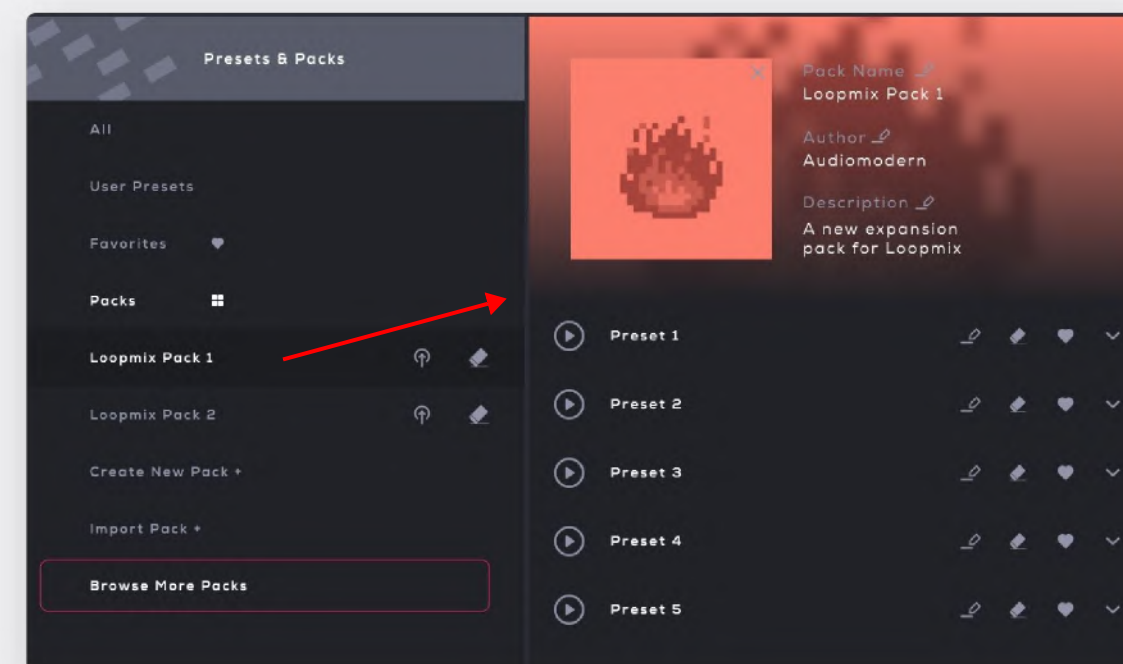 Presets & Packs
All
User Presets
Favorites
Packs
Loopmix Pack 1
Loopmix Pack 2
Create New Pack +
Import Pack +
Browse More Packs
Pack Name
Loopmix Pack 1
Author
Audiomodern
Description
A new expansion
pack for Loopmix
Preset 1
Preset 2
Preset 3
Preset 4
Preset 5